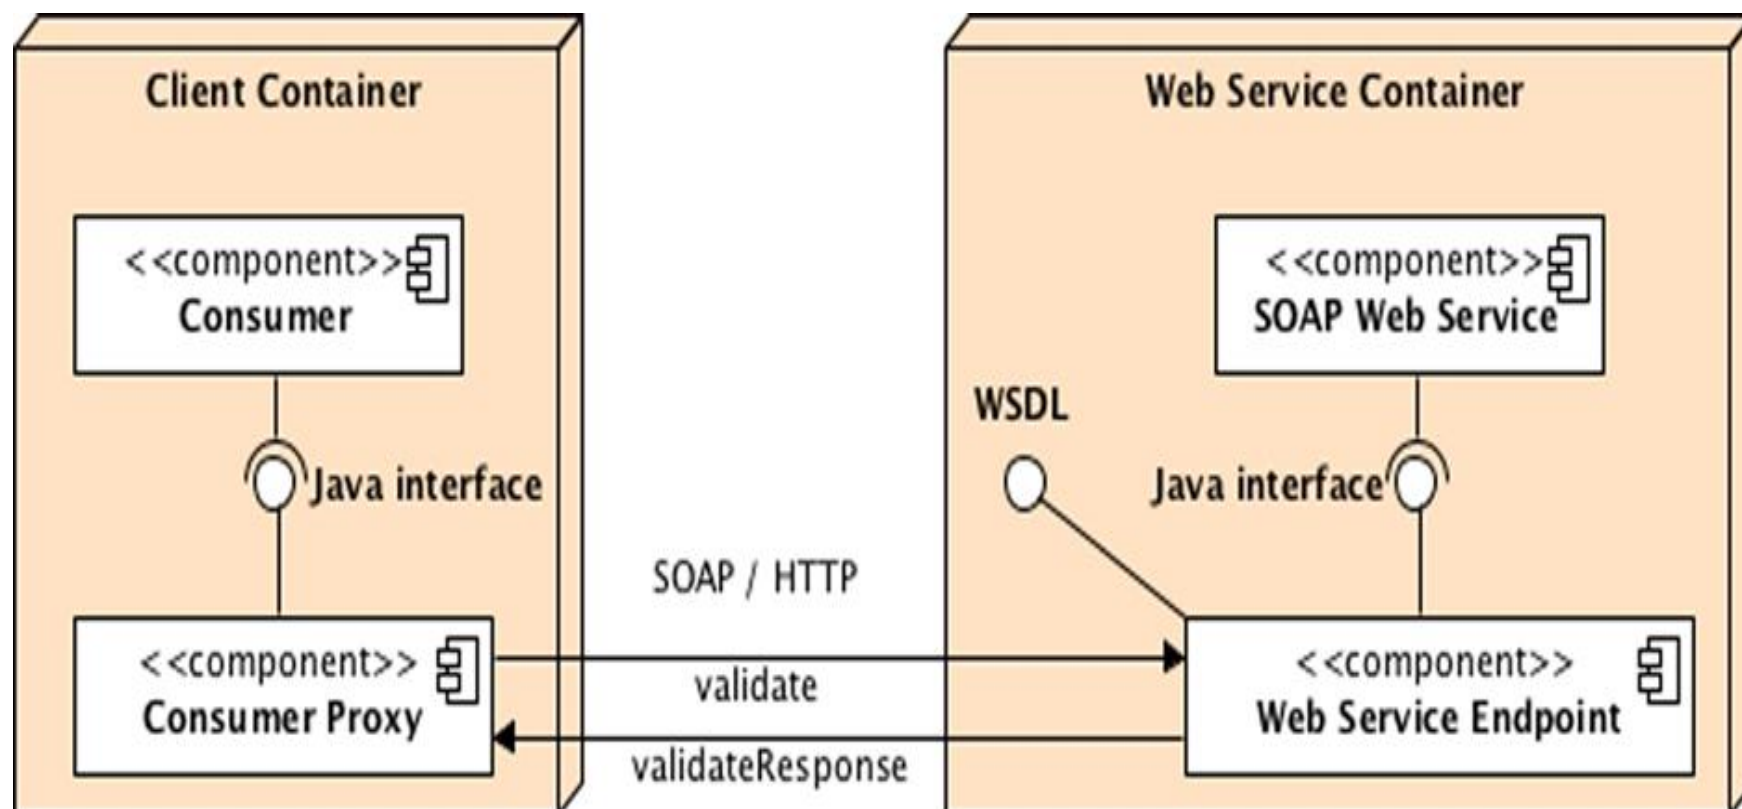 Client Container
<<component>>
Consumer
Java interface
<<component>>
Consumer Proxy
SOAP / HTTP
validate
validateResponse
Web Service Container
<<component>>
SOAP Web Service
WSDL
Java interface
<<component>>
Web Service Endpoint